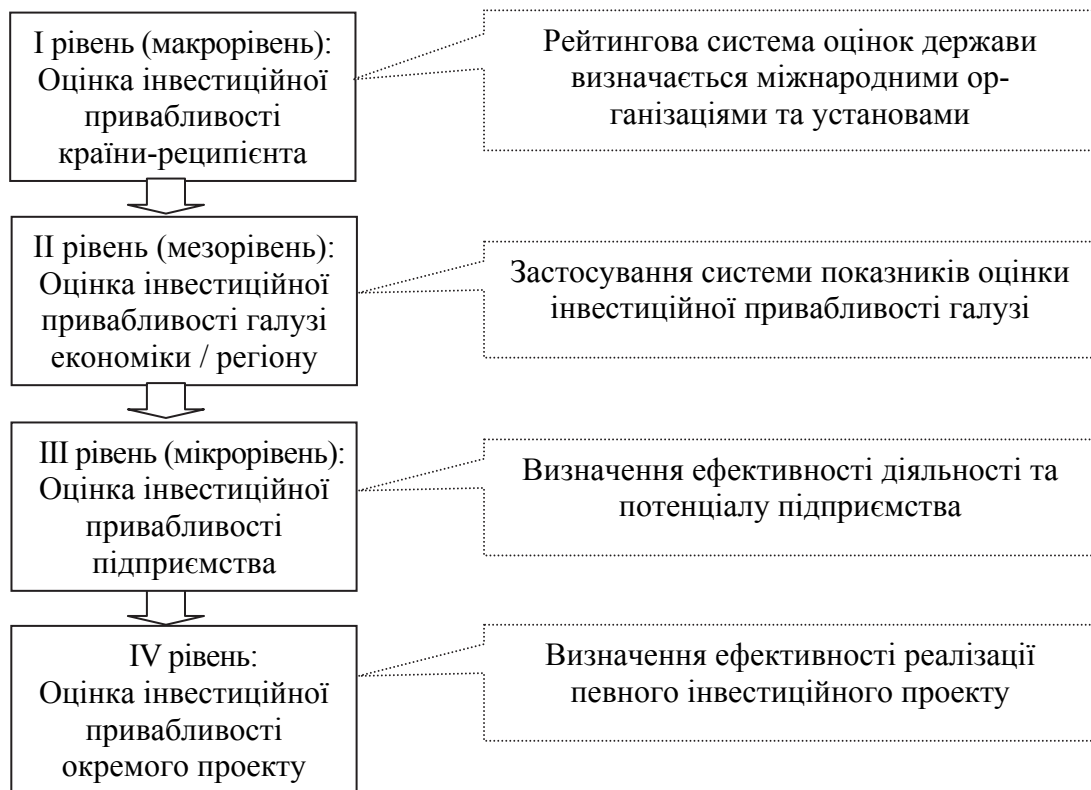 І рівень (макрорівень):
Оцінка інвестиційної
привабливості
країни-реципієнта
Рейтингова система оцінок держави
визначається міжнародними ор-
ганізаціями та установами
ІІ рівень (мезорівень):
Оцінка інвестиційної
привабливості галузі
економіки / регіону
Застосування системи показників оцінки
інвестиційної привабливості галузі
ІІІ рівень (мікрорівень):
Оцінка інвестиційної
привабливості
підприємства
Визначення ефективності діяльності та
потенціалу підприємства
IV рівень:
Оцінка інвестиційної
привабливості
окремого проекту
Визначення ефективності реалізації
певного інвестиційного проекту